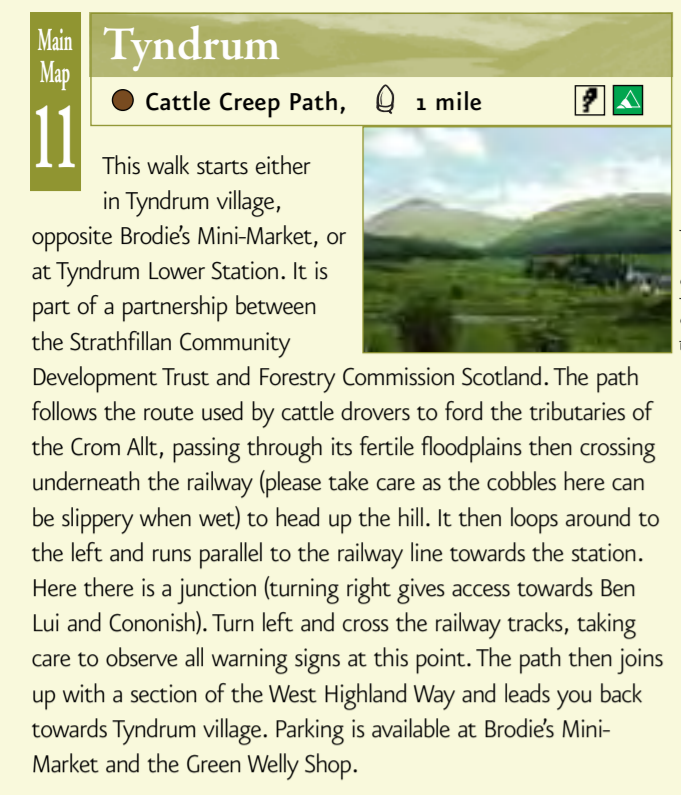 Main
Map
11
Tyndrum
Cattle Creep Path, 1 mile
This walk starts either
in Tyndrum village,
opposite Brodie's Mini-Market, or
at Tyndrum Lower Station. It is
part of a partnership between
the Strathfillan Community
Development Trust and Forestry Commission Scotland. The path
follows the route used by cattle drovers to ford the tributaries of
the Crom Allt, passing through its fertile floodplains then crossing
underneath the railway (please take care as the cobbles here can
be slippery when wet) to head up the hill. It then loops around to
the left and runs parallel to the railway line towards the station.
Here there is a junction (turning right gives access towards Ben
Lui and Cononish). Turn left and cross the railway tracks, taking
care to observe all warning signs at this point. The path then joins
up with a section of the West Highland Way and leads you back
towards Tyndrum village. Parking is available at Brodie's Mini-
Market and the Green Welly Shop.